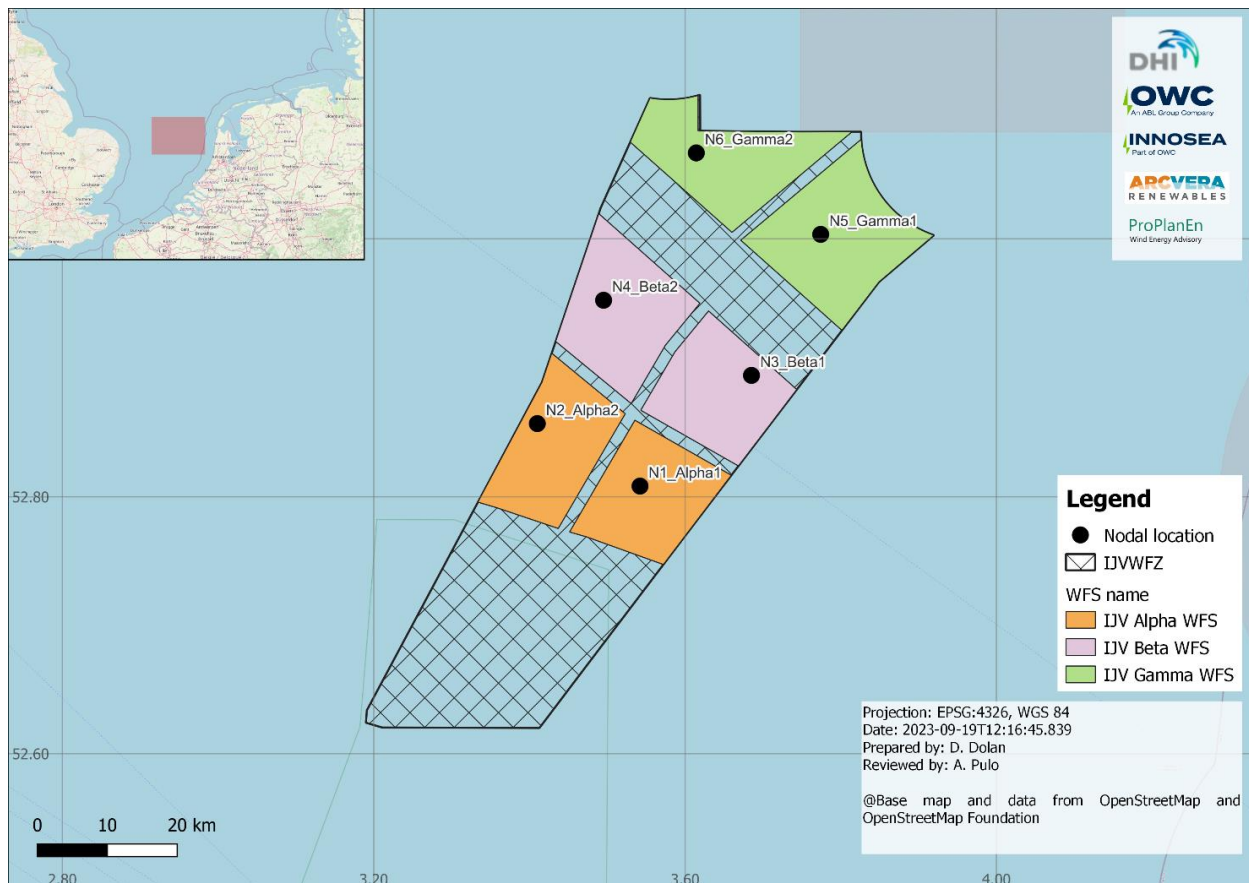 DHI
OWC
An ABL Group Company
INNOSEA
Part of OWC
ARCVERA
RENEWABLES
ProPlanEn
Wind Energy Advisory
N6_Gamma2
N5_Gamma1
N4_Beta2
N3_Beta1
N2_Alpha2
N1_Alpha1
52.80
52.60
Legend
Nodal location
IJVWFZ
WFS name
IJV Alpha WFS
IJV Beta WFS
IJV Gamma WFS
Projection: EPSG:4326, WGS 84
Date: 2023-09-19T12:16:45.839
Prepared by: D. Dolan
Reviewed by: A. Pulo
@Base map and data from OpenStreetMap and
OpenStreetMap Foundation
0 10 20 km
2.80 3.20 3.60 4.00